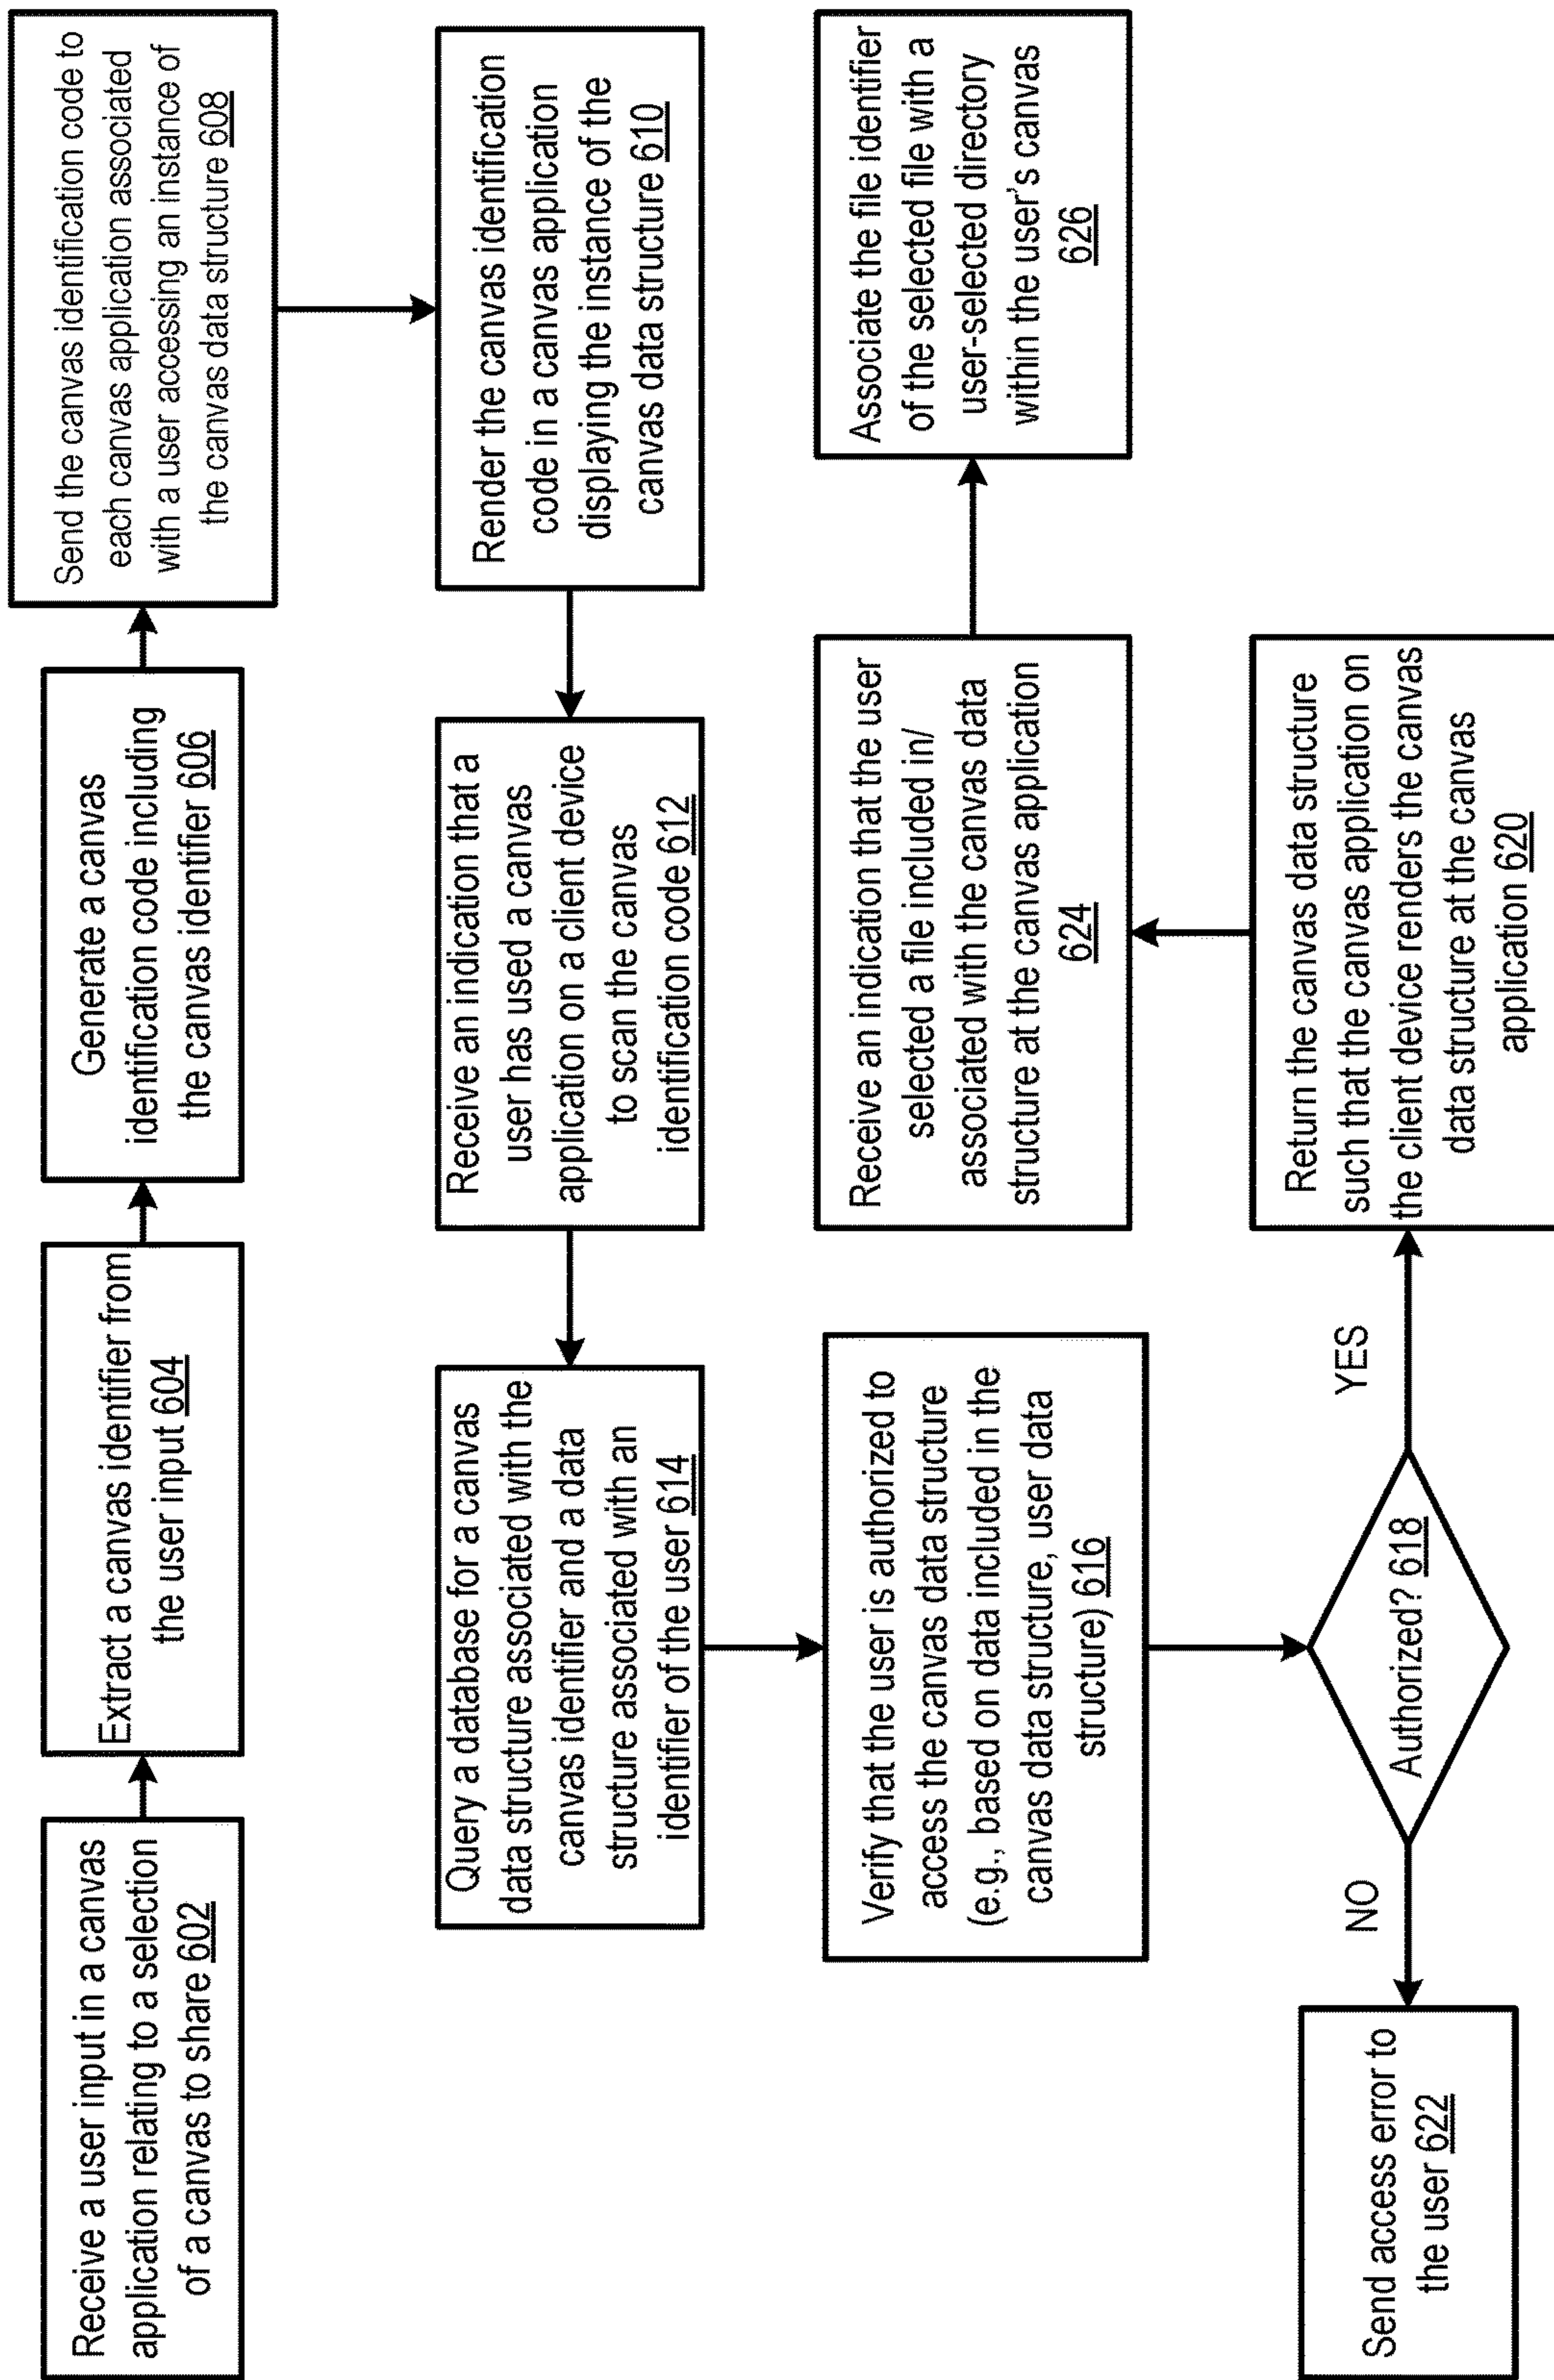 Receive a user input in a canvas
application relating to a selection
of a canvas to share 602
Extract a canvas identifier from
the user input 604
Generate a canvas
identification code including
the canvas identifier 606
Send the canvas identification code to
each canvas application associated
with a user accessing an instance of
the canvas data structure 608
Render the canvas identification
code in a canvas application
displaying the instance of the
canvas data structure 610
Receive an indication that a
user has used a canvas
application on a client device
to scan the canvas
identification code 612
Query a database for a canvas
data structure associated with the
canvas identifier and a data
structure associated with an
identifier of the user 614
Verify that the user is authorized to
access the canvas data structure
(e.g., based on data included in the
canvas data structure, user data
structure) 616
Authorized? 618
NO
YES
Send access error to
the user 622
Return the canvas data structure
such that the canvas application on
the client device renders the canvas
data structure at the canvas
application 620
Receive an indication that the user
selected a file included in/
associated with the canvas data
structure at the canvas application
624
Associate the file identifier
of the selected file with a
user-selected directory
within the user's canvas
626